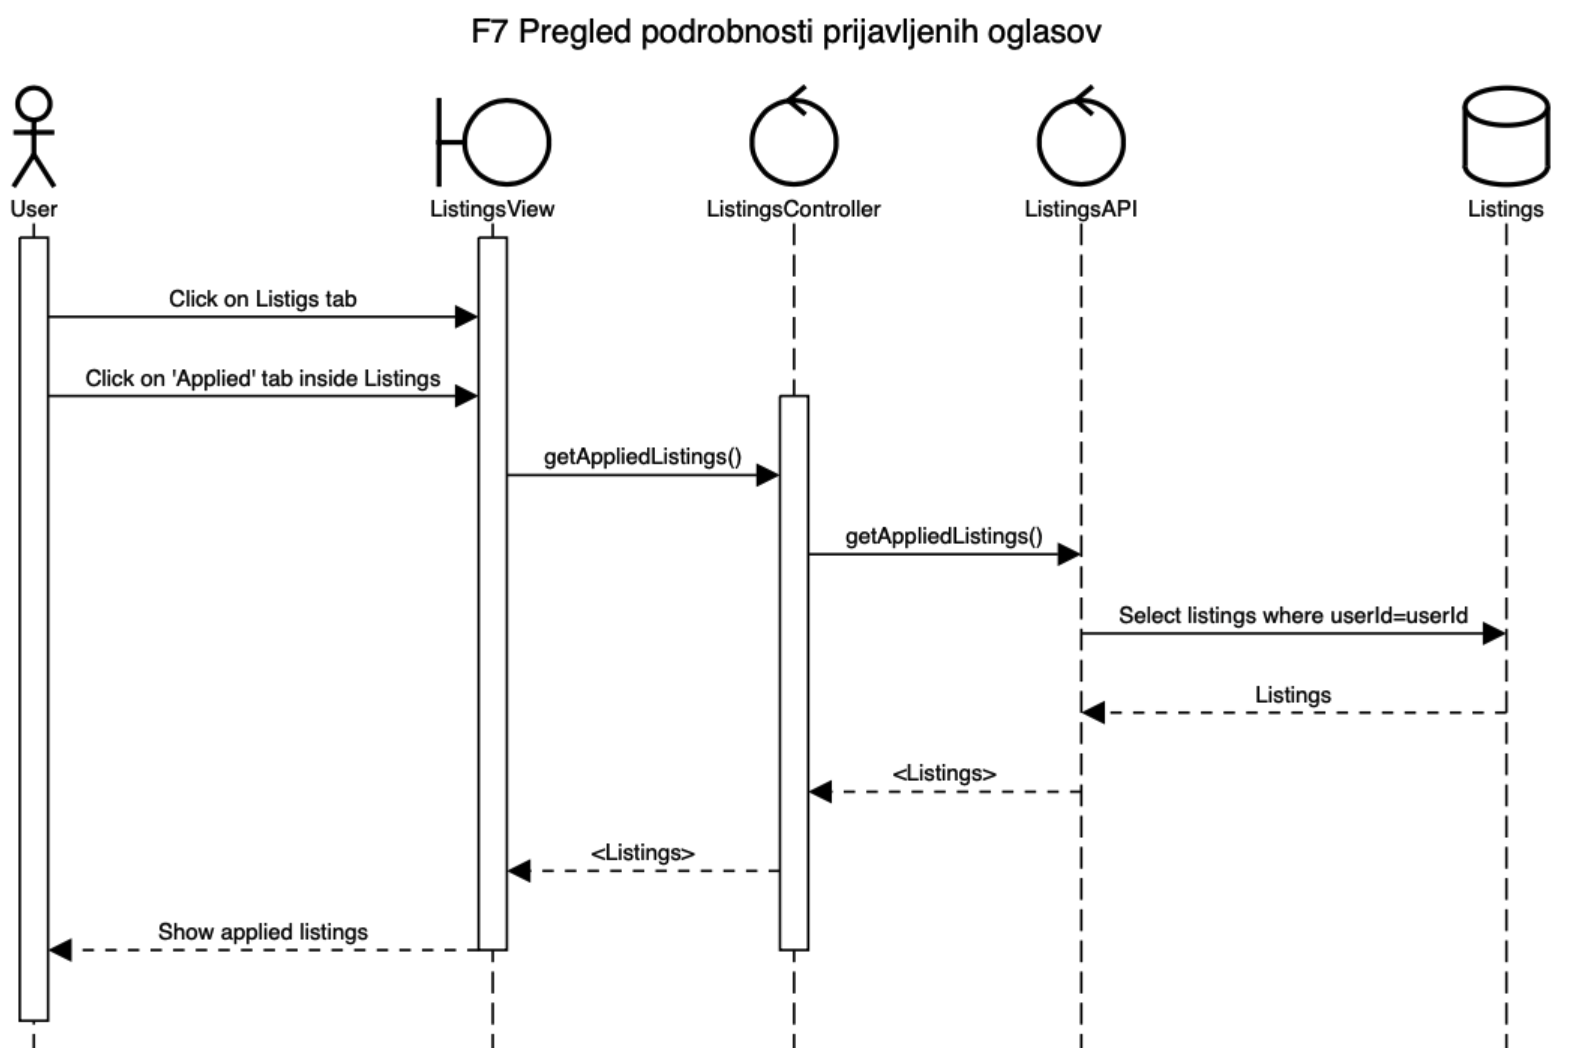 F7 Pregled podrobnosti prijavljenih oglasov
User
ListingsView
ListingsController
ListingsAPI
Listings
Click on Listigs tab
Click on 'Applied' tab inside Listings
getAppliedListings()
getAppliedListings()
Select listings where userId=userId
Listings
<Listings>
<Listings>
Show applied listings